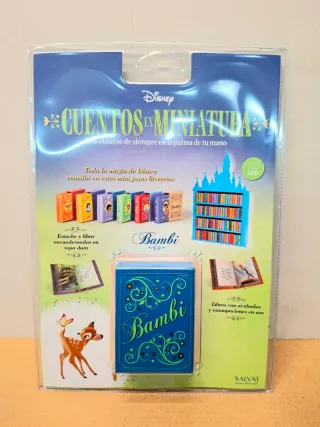 Disney
CUENTOS EN MINIATURA
clásicos de siempre en la palma de tu mano
Toda la magia de Disney
reunida en estas mini joyas literarias
Estuche y libro
encuadernados en
tapa dura
Bambi
Libros con acabados
y estampaciones en oro
Bambi
SALVAT